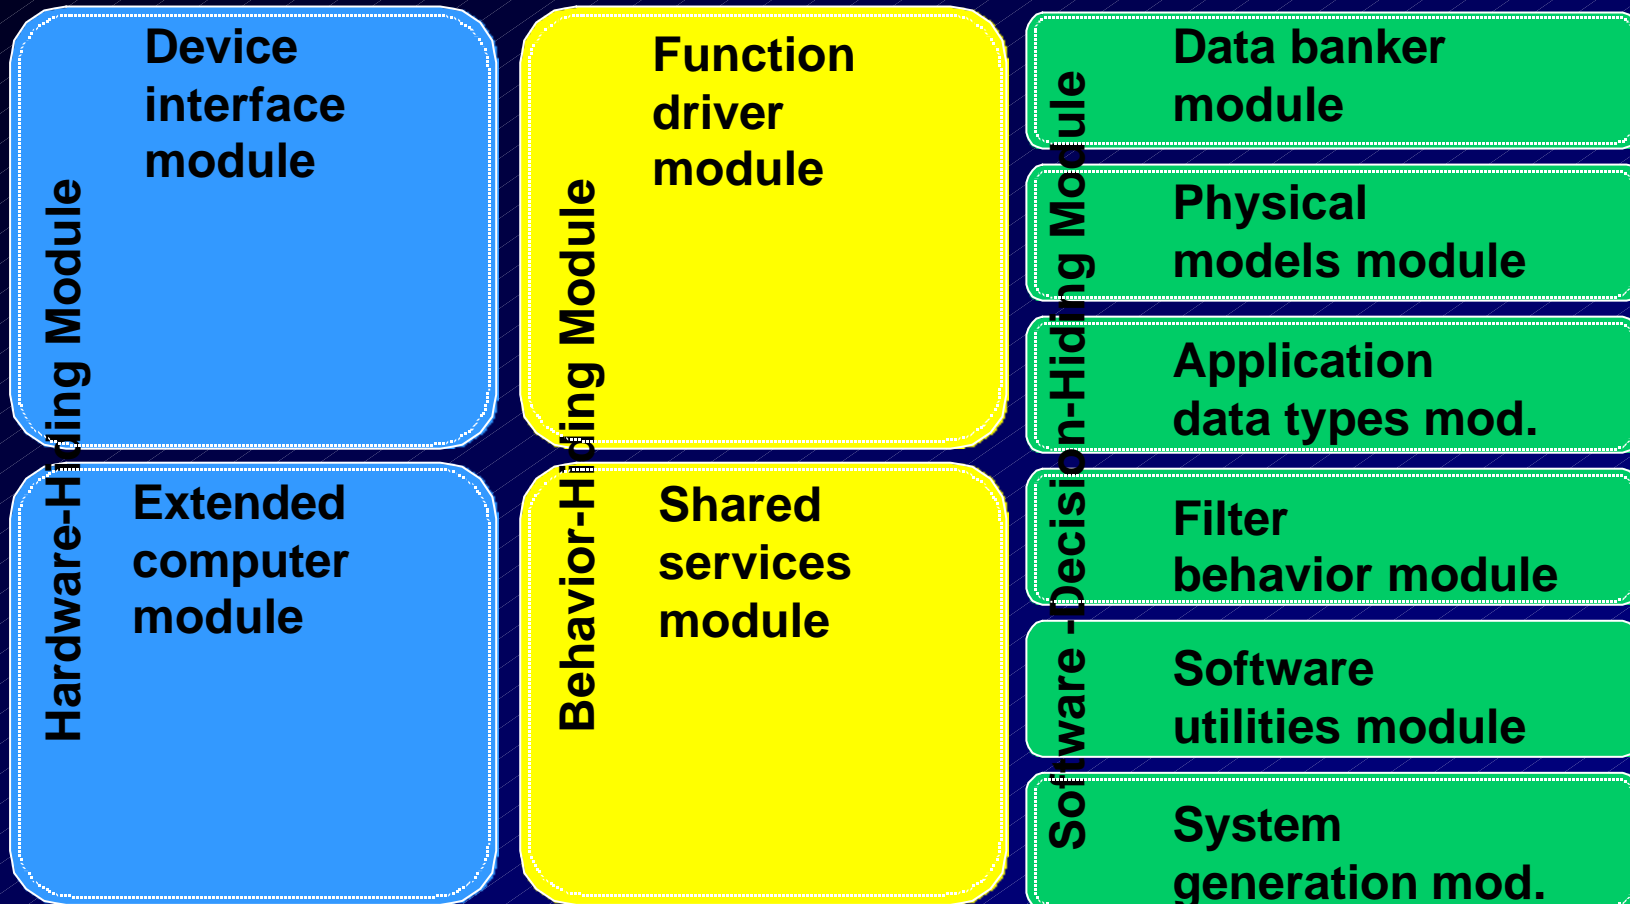 Hardware-Hiding Module
Device
interface
module
Extended
computer
module
Behavior-Hiding Module
Function
driver
module
Shared
services
module
Software -Decision-Hiding Module
Data banker
module
Physical
models module
Application
data types mod.
Filter
behavior module
Software
utilities module
System
generation mod.